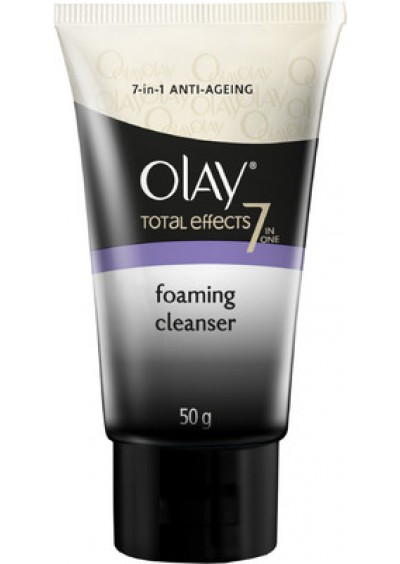 7-in-1 ANTI-AGEING
OLAY®
TOTAL effects 7 IN ONE
foaming
cleanser
50 g